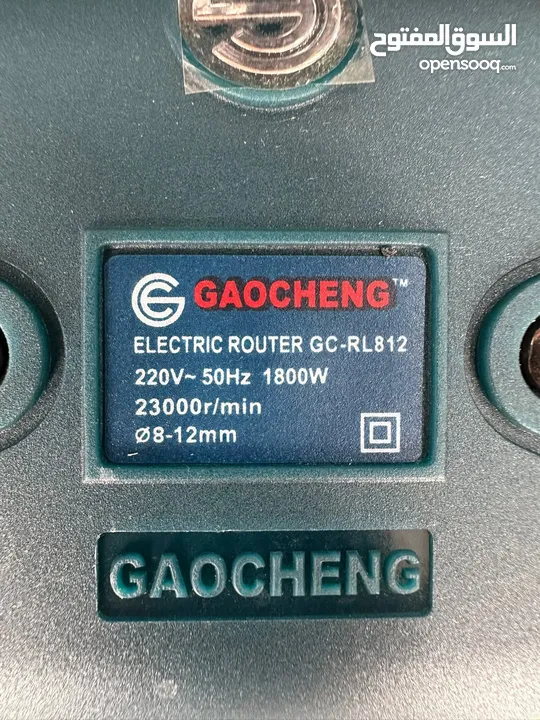 السوق المفتوح
opensooq.com
GAOCHENG™
ELECTRIC ROUTER GC-RL812
220V~ 50Hz 1800W
23000r/min
Ø8-12mm
GAOCHENG